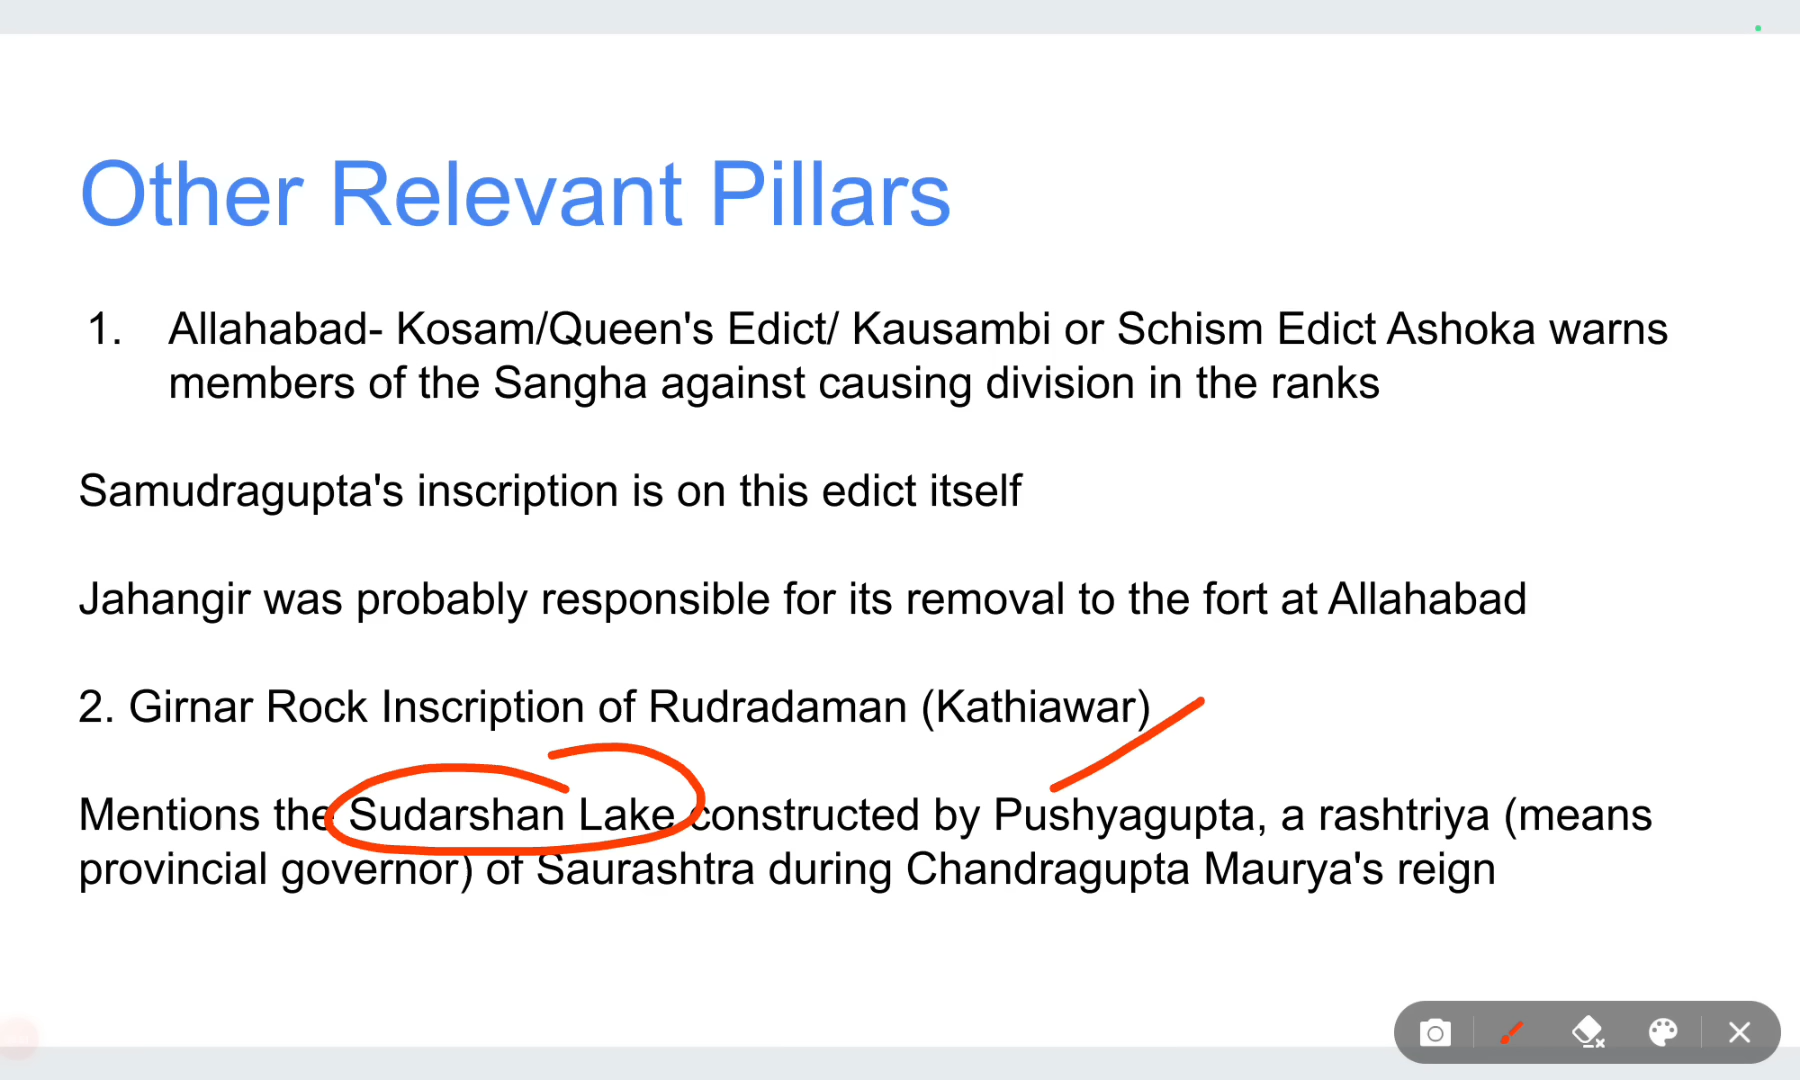 Other Relevant Pillars
1. Allahabad- Kosam/Queen's Edict/ Kausambi or Schism Edict Ashoka warns
members of the Sangha against causing division in the ranks
Samudragupta's inscription is on this edict itself
Jahangir was probably responsible for its removal to the fort at Allahabad
2. Girnar Rock Inscription of Rudradaman (Kathiawar)
Mentions the Sudarshan Lake constructed by Pushyagupta, a rashtriya (means
provincial governor) of Saurashtra during Chandragupta Maurya's reign